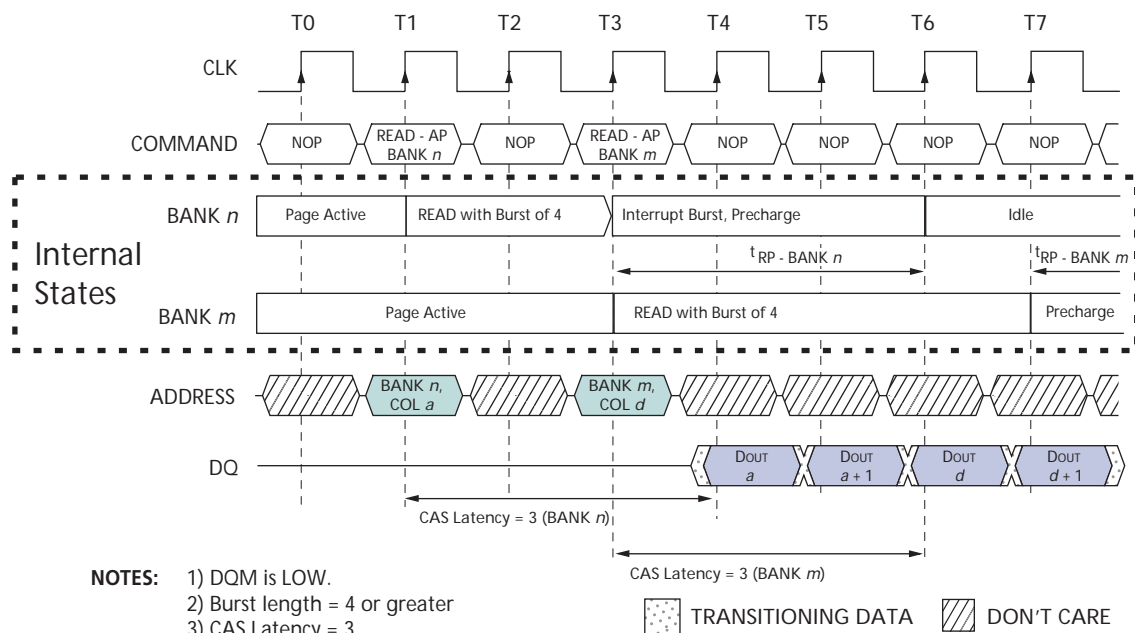 T0 T1 T2 T3 T4 T5 T6 T7
CLK
COMMAND
NOP
READ - AP
BANK n
NOP
READ - AP
BANK m
NOP
NOP
NOP
NOP
Internal
States
BANK n
Page Active
READ with Burst of 4
Interrupt Burst, Precharge
Idle
tRP - BANK n
tRP - BANK m
BANK m
Page Active
READ with Burst of 4
Precharge
ADDRESS
BANK n,
COL a
BANK m,
COL d
DQ
DOUT
a
DOUT
a + 1
DOUT
d
DOUT
d + 1
CAS Latency = 3 (BANK n)
CAS Latency = 3 (BANK m)
NOTES: 1) DQM is LOW.
2) Burst length = 4 or greater
3) CAS Latency = 3
TRANSITIONING DATA
DON'T CARE